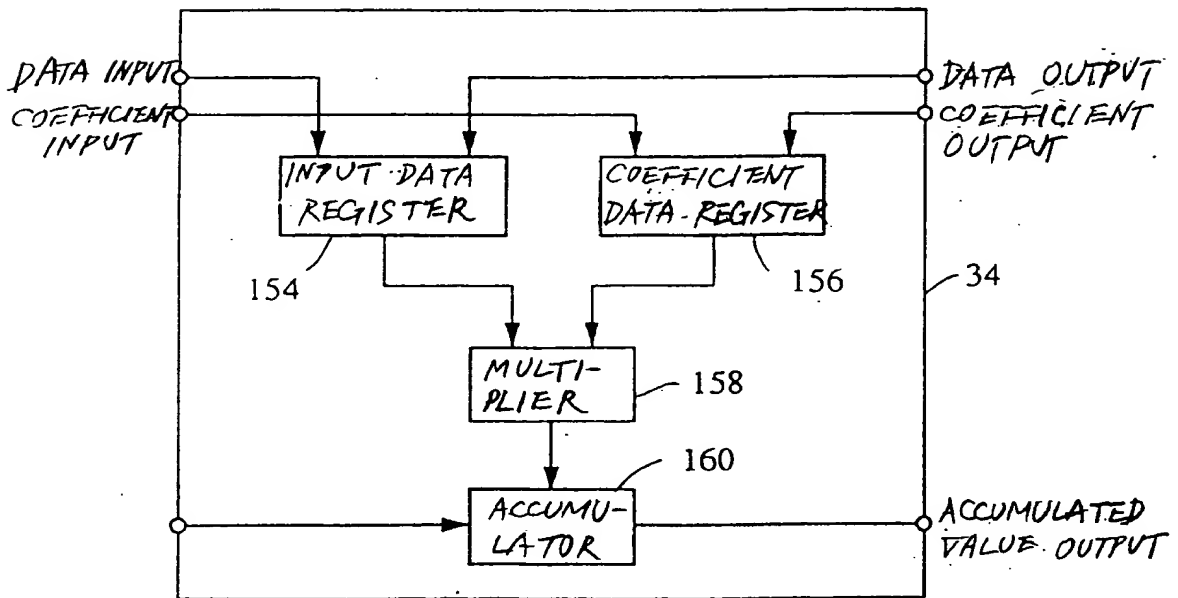 DATA INPUT
COEFFICIENT
INPUT
DATA OUTPUT
COEFFICIENT
OUTPUT
INPUT DATA
REGISTER
COEFFICIENT
DATA REGISTER
154
156
34
MULTI-
PLIER
158
160
ACCUMU-
LATOR
ACCUMULATED
VALUE OUTPUT